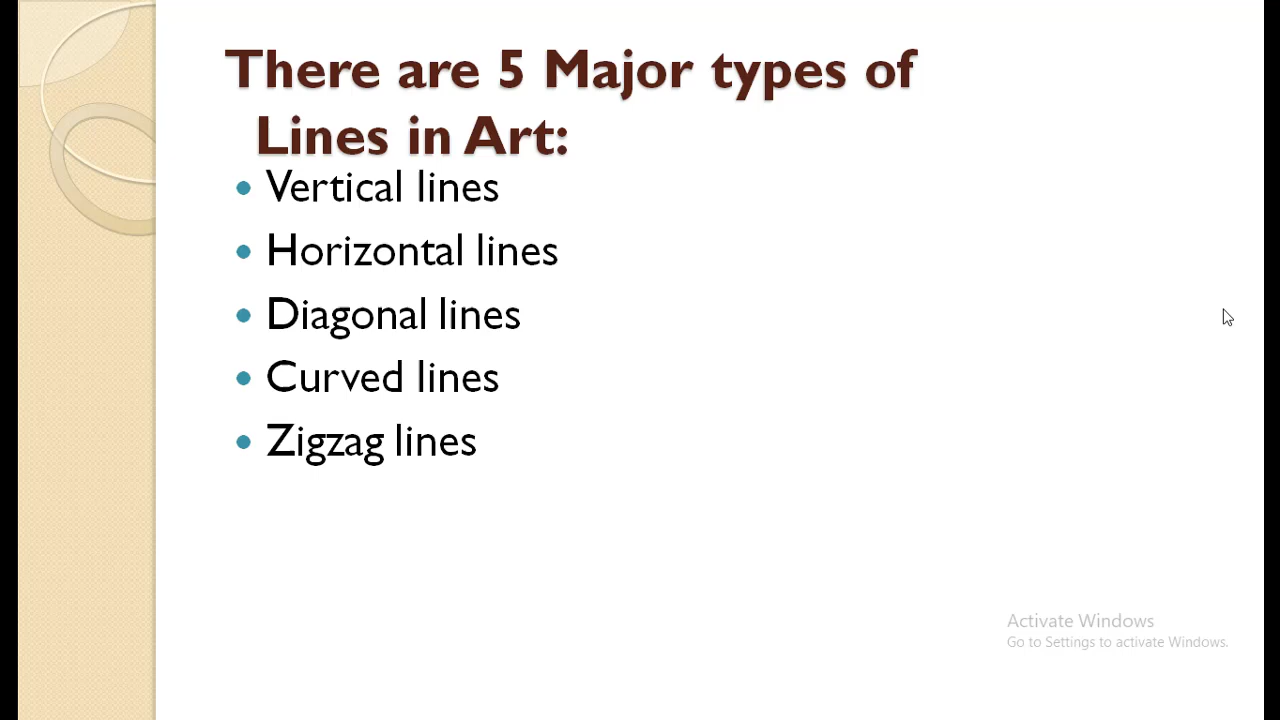 There are 5 Major types of
Lines in Art:
• Vertical lines
• Horizontal lines
• Diagonal lines
• Curved lines
• Zigzag lines
Activate Windows
Go to Settings to activate Windows.